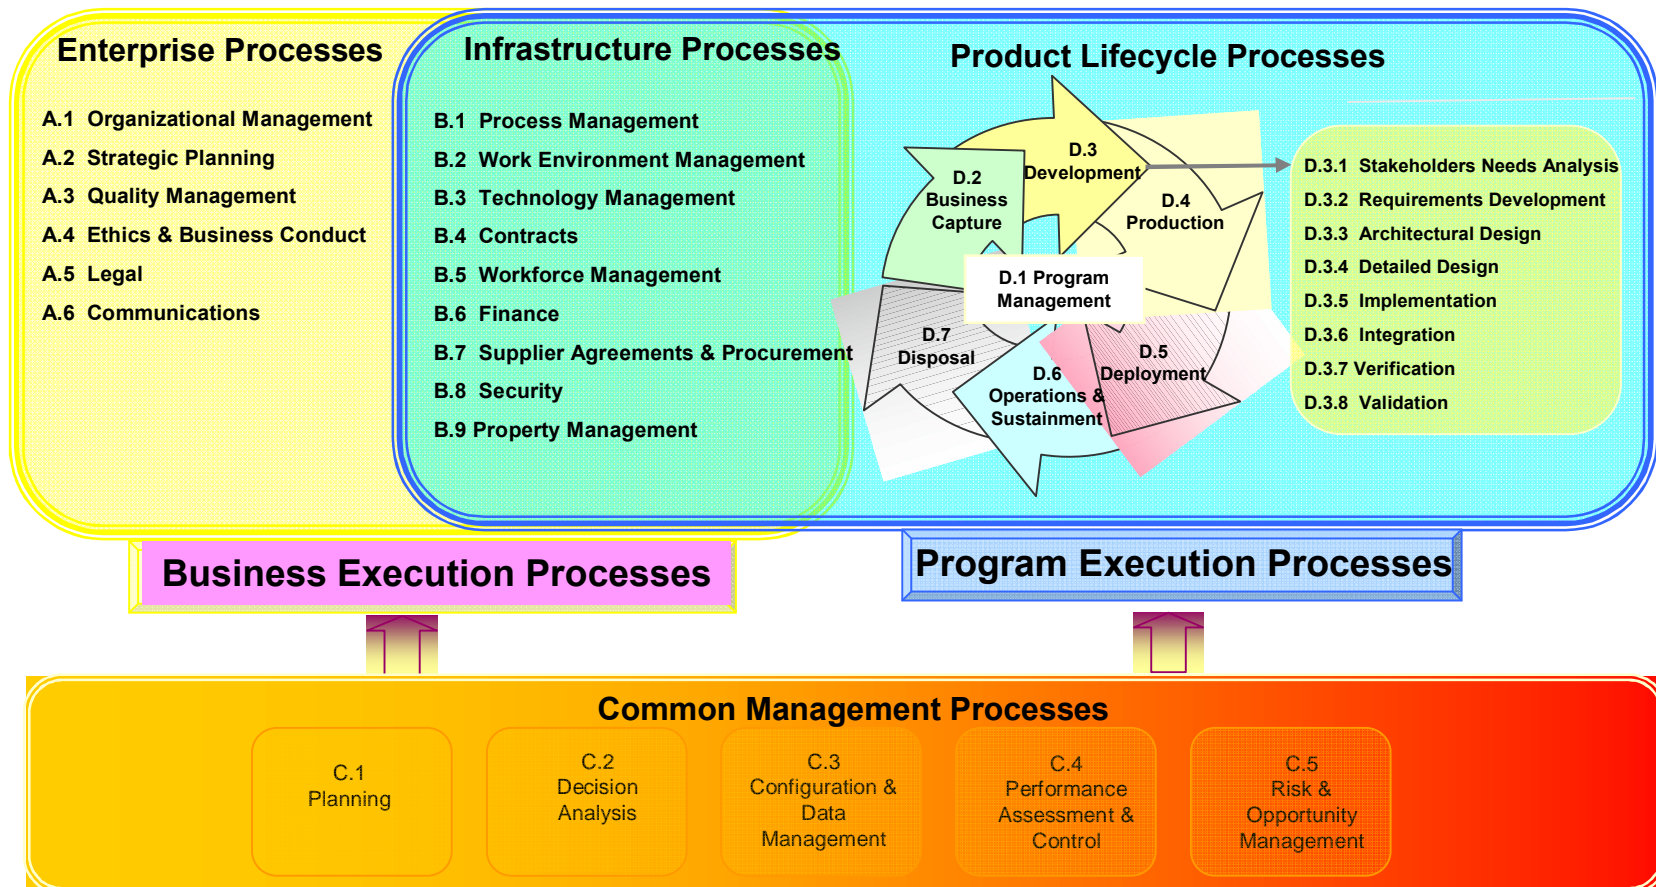 Enterprise Processes
A.1 Organizational Management
A.2 Strategic Planning
A.3 Quality Management
A.4 Ethics & Business Conduct
A.5 Legal
A.6 Communications
Infrastructure Processes
B.1 Process Management
B.2 Work Environment Management
B.3 Technology Management
B.4 Contracts
B.5 Workforce Management
B.6 Finance
B.7 Supplier Agreements & Procurement
B.8 Security
B.9 Property Management
Product Lifecycle Processes
D.1 Program
Management
D.2
Business
Capture
D.3
Development
D.4
Production
D.5
Deployment
D.6
Operations &
Sustainment
D.7
Disposal
D.3.1 Stakeholders Needs Analysis
D.3.2 Requirements Development
D.3.3 Architectural Design
D.3.4 Detailed Design
D.3.5 Implementation
D.3.6 Integration
D.3.7 Verification
D.3.8 Validation
Business Execution Processes
Program Execution Processes
Common Management Processes
C.1
Planning
C.2
Decision
Analysis
C.3
Configuration &
Data
Management
C.4
Performance
Assessment &
Control
C.5
Risk &
Opportunity
Management